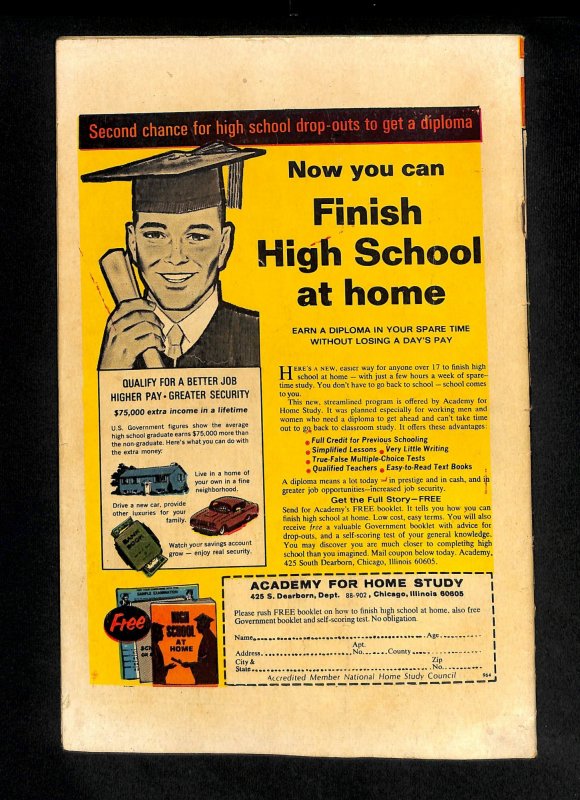 Second chance for high school drop-outs to get a diploma
Now you can
Finish
High School
at home
EARN A DIPLOMA IN YOUR SPARE TIME
WITHOUT LOSING A DAY'S PAY
HERE'S A NEW, easier way for anyone over 17 to finish high
school at home — with just a few hours a week of spare-
time study. You don't have to go back to school — school comes
to you.
This new, streamlined program is offered by Academy for
Home Study. It was planned especially for working men and
women who need a diploma to get ahead and can't take time
out to go back to classroom study. It offers these advantages:
• Full Credit for Previous Schooling
• Simplified Lessons • Very Little Writing
• True-False Multiple-Choice Tests
• Qualified Teachers • Easy-to-Read Text Books
A diploma means a lot today — in prestige and in cash, and in
greater job opportunities—increased job security.
Get the Full Story—FREE
Send for Academy's FREE booklet. It tells you how you can
finish high school at home. Low cost, easy terms. You will also
receive free a valuable Government booklet with advice for
drop-outs, and a self-scoring test of your general knowledge.
You may discover you are much closer to completing high
school than you imagined. Mail coupon below today. Academy,
425 South Dearborn, Chicago, Illinois 60605.
QUALIFY FOR A BETTER JOB
HIGHER PAY • GREATER SECURITY
$75,000 extra income in a lifetime
U.S. Government figures show the average
high school graduate earns $75,000 more than
the non-graduate. Here's what you can do with
the extra money:
Live in a home of
your own in a fine
neighborhood.
Drive a new car, provide
other luxuries for your
family.
Watch your savings account
grow — enjoy real security.
Free
SAMPLE EXAMINATION
HIGH
SCHOOL
AT
HOME
ACADEMY FOR HOME STUDY
425 S. Dearborn, Dept. 88-902, Chicago, Illinois 60605
Please rush FREE booklet on how to finish high school at home, also free
Government booklet and self-scoring test. No obligation.
Name Age
Address Apt. No. County
City & State Zip No.
Accredited Member National Home Study Council 964